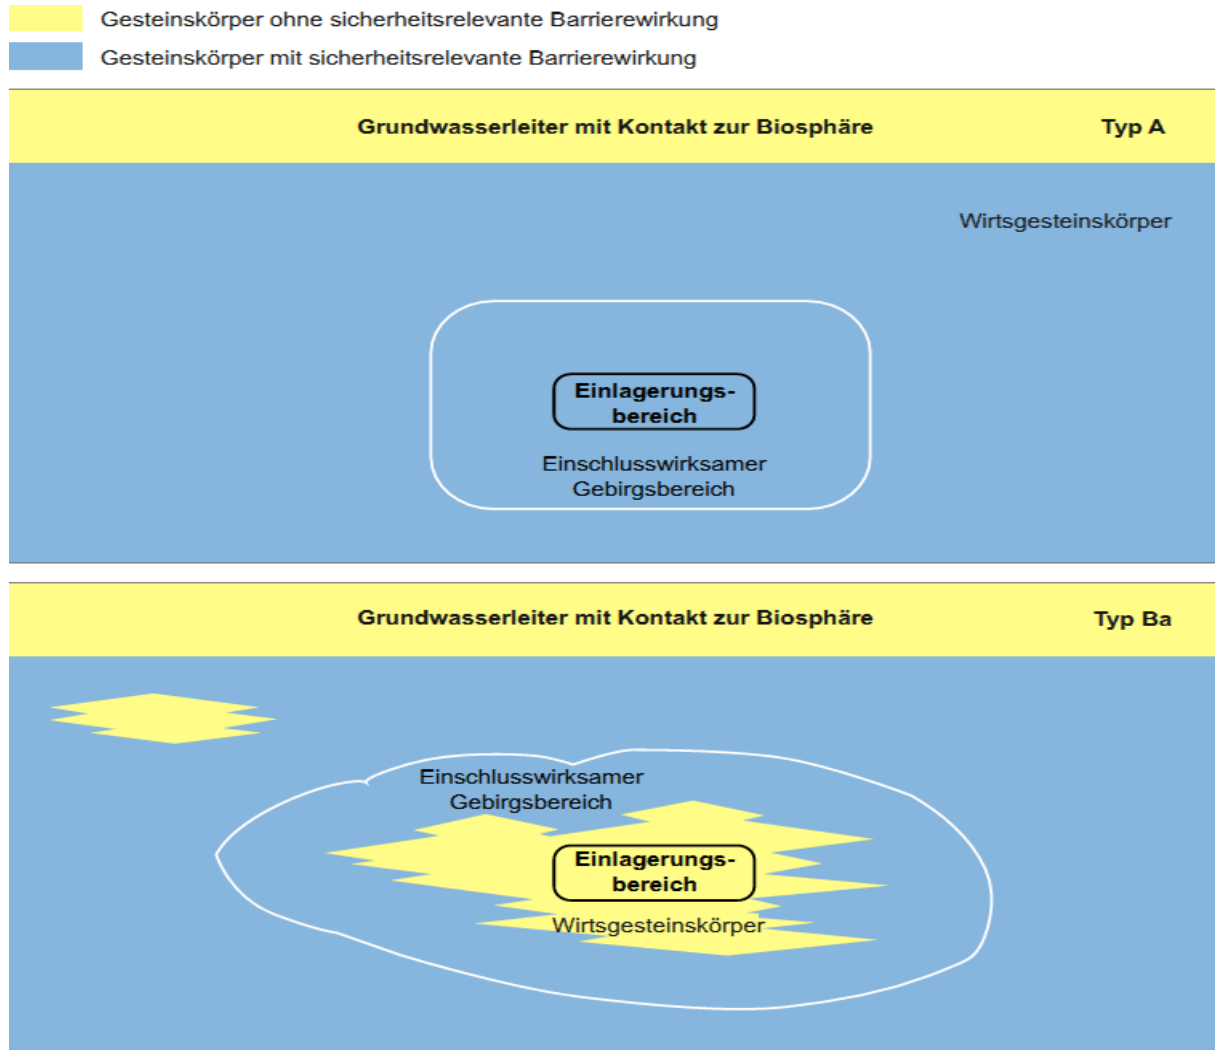 Gesteinskörper ohne sicherheitsrelevante Barrierewirkung
Gesteinskörper mit sicherheitsrelevante Barrierewirkung
Grundwasserleiter mit Kontakt zur Biosphäre
Typ A
Wirtsgesteinskörper
Einlagerungs-
bereich
Einschlusswirksamer
Gebirgsbereich
Grundwasserleiter mit Kontakt zur Biosphäre
Typ Ba
Einschlusswirksamer
Gebirgsbereich
Einlagerungs-
bereich
Wirtsgesteinskörper